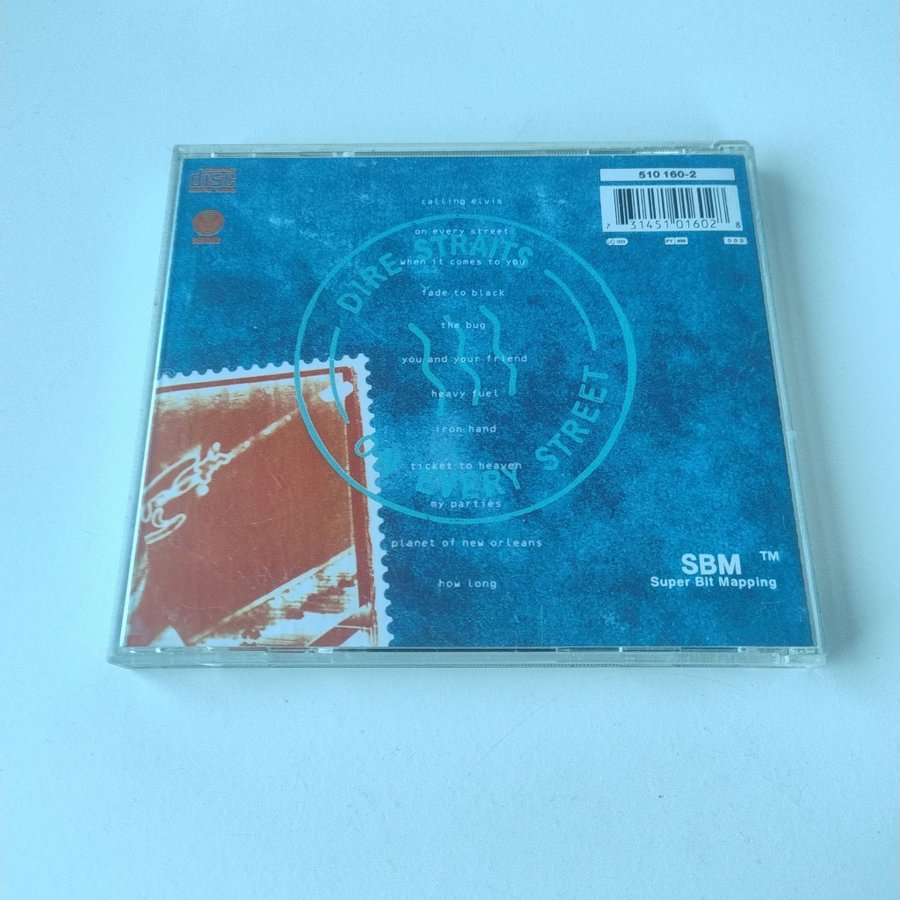 disc
510 160-2
7 31451 01602 8
calling elvis
on every street
when it comes to you
fade to black
the bug
you and your friend
heavy fuel
iron hand
ticket to heaven
my parties
planet of new orleans
how long
DIRE STRAITS
EVERY STREET
SBM TM
Super Bit Mapping